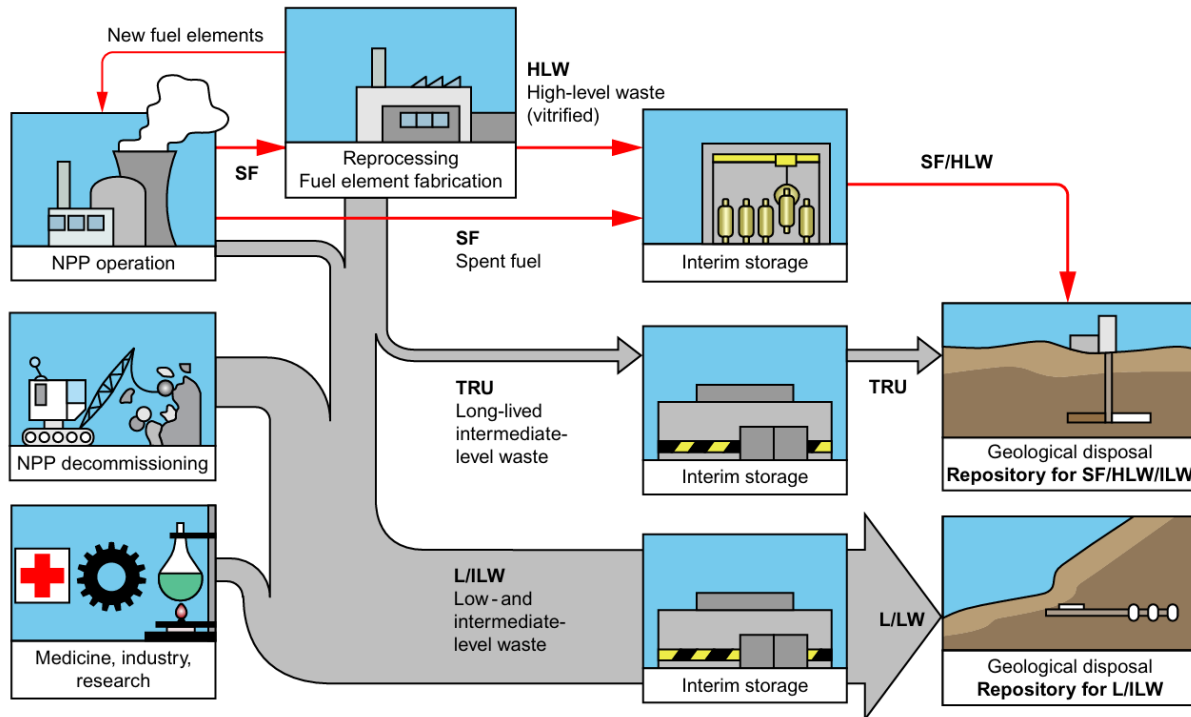 New fuel elements
HLW
High-level waste
(vitrified)
SF
Reprocessing
Fuel element fabrication
SF/HLW
NPP operation
SF
Spent fuel
Interim storage
TRU
Long-lived
intermediate-
level waste
TRU
NPP decommissioning
Interim storage
Geological disposal
Repository for SF/HLW/ILW
L/ILW
Low - and
intermediate-
level waste
L/LW
Medicine, industry,
research
Interim storage
Geological disposal
Repository for L/ILW